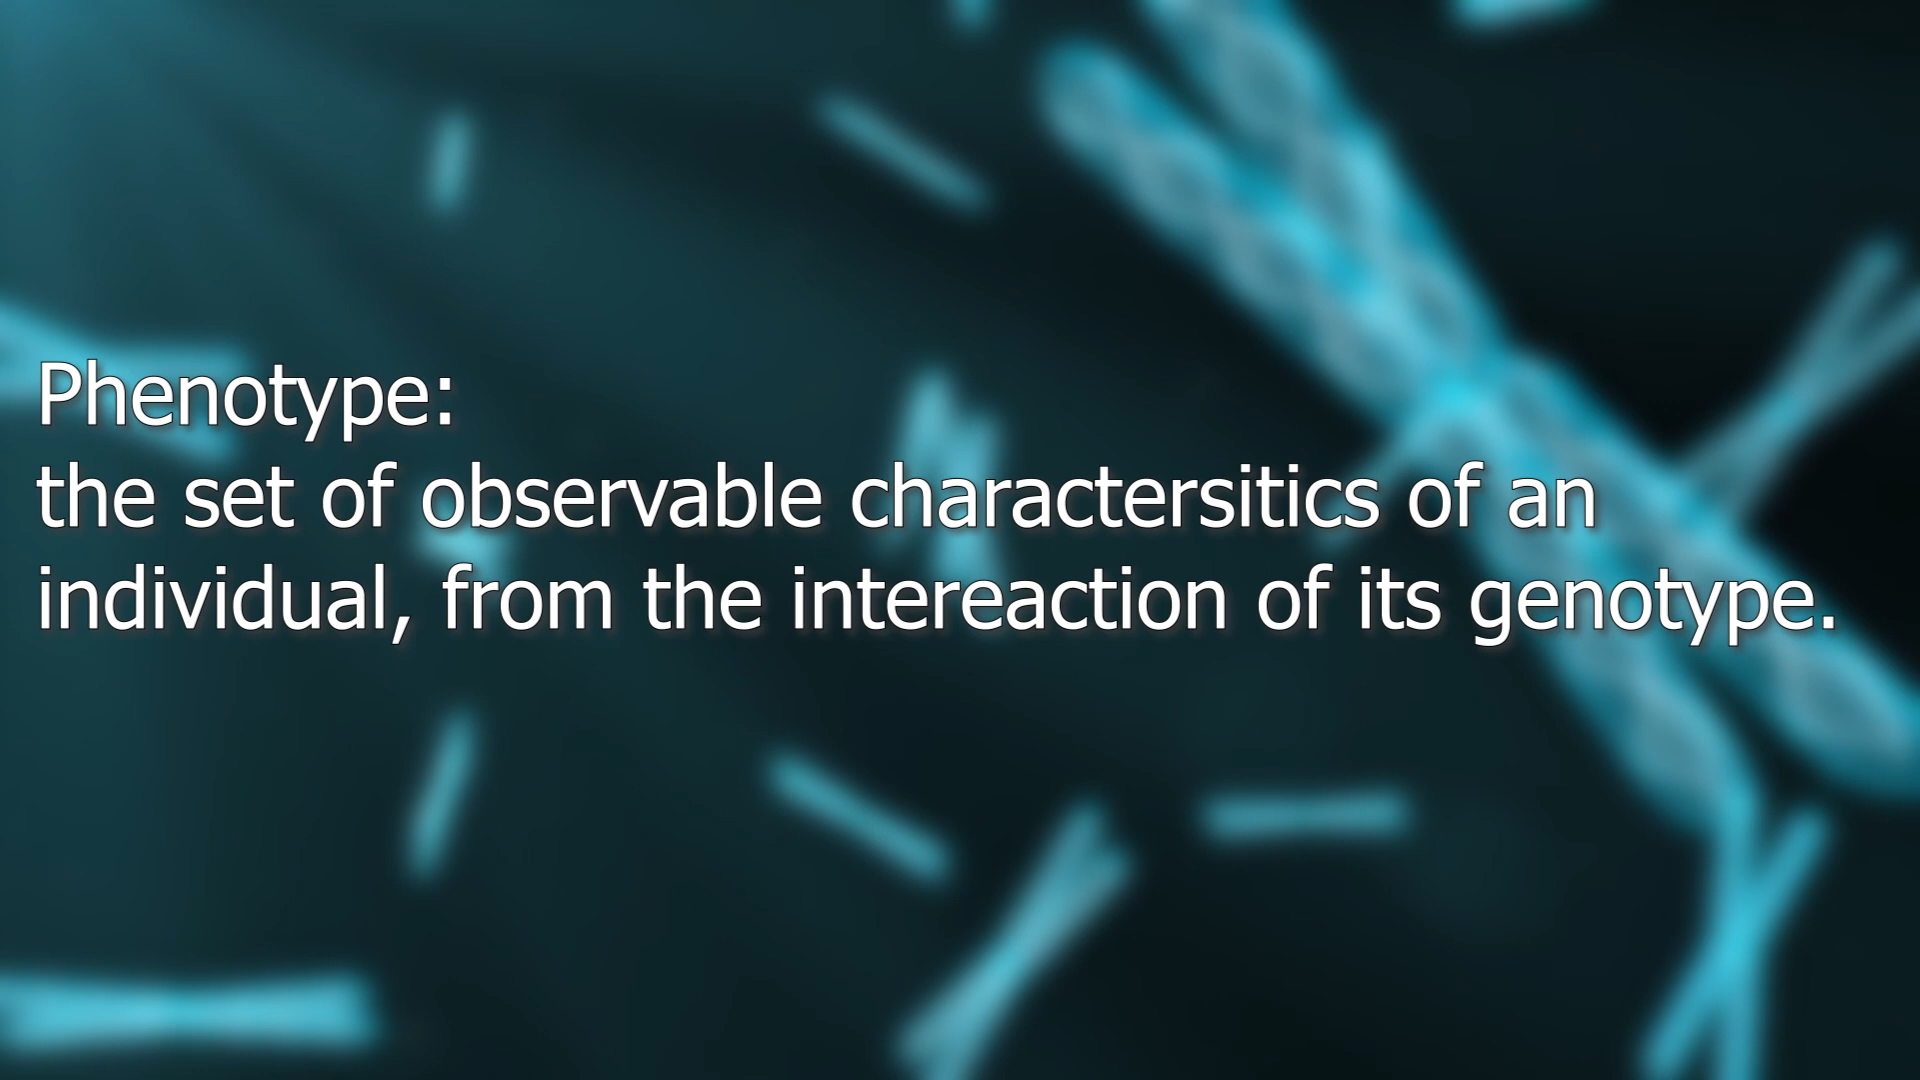 Phenotype:
the set of observable charactersitics of an
individual, from the intereaction of its genotype.